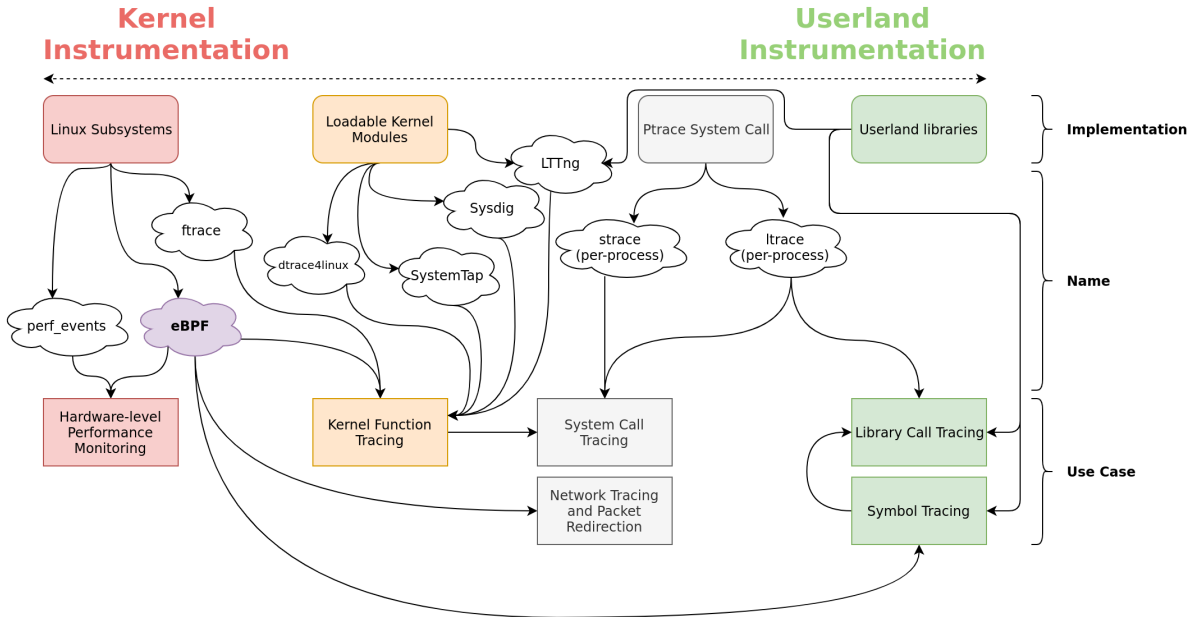 Kernel
Instrumentation
Userland
Instrumentation
Linux Subsystems
Loadable Kernel
Modules
Ptrace System Call
Userland libraries
Implementation
LTTng
Sysdig
ftrace
strace
(per-process)
ltrace
(per-process)
dtrace4linux
SystemTap
Name
perf_events
eBPF
Hardware-level
Performance
Monitoring
Kernel Function
Tracing
System Call
Tracing
Library Call Tracing
Use Case
Network Tracing
and Packet
Redirection
Symbol Tracing